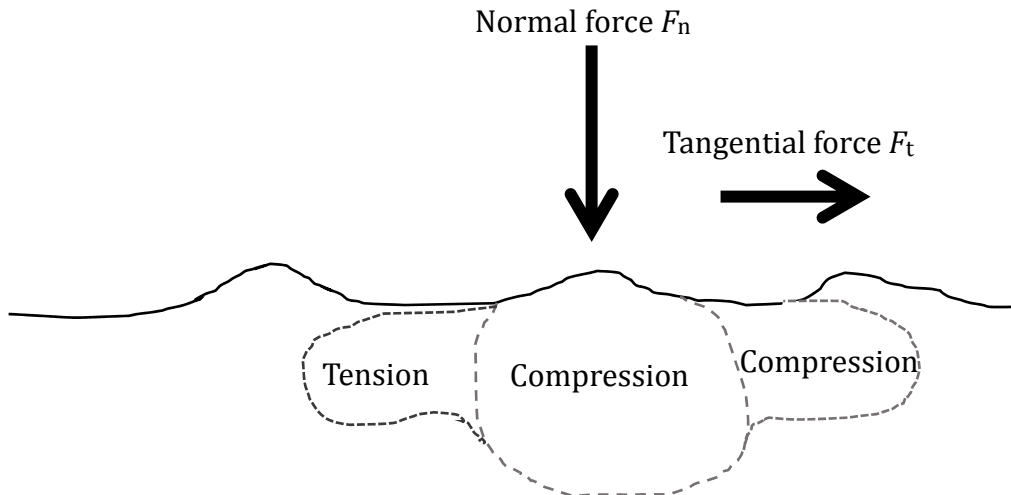 Normal force Fn
Tangential force Ft
Tension
Compression
Compression